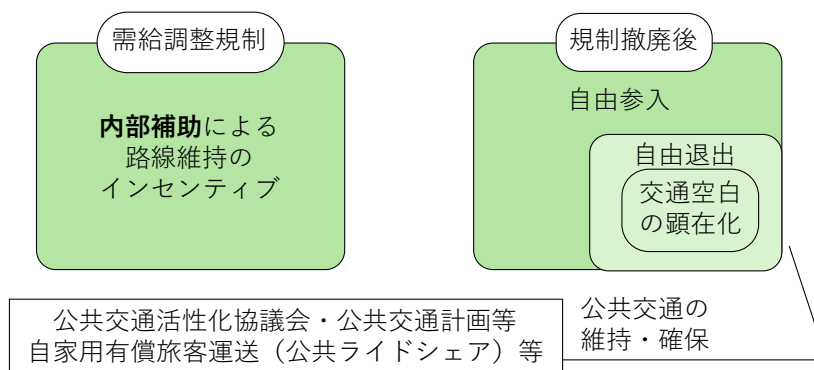 需給調整規制
内部補助による
路線維持の
インセンティブ
規制撤廃後
自由参入
自由退出
交通空白
の顕在化
公共交通活性化協議会・公共交通計画等
自家用有償旅客運送（公共ライドシェア）等
公共交通の
維持・確保